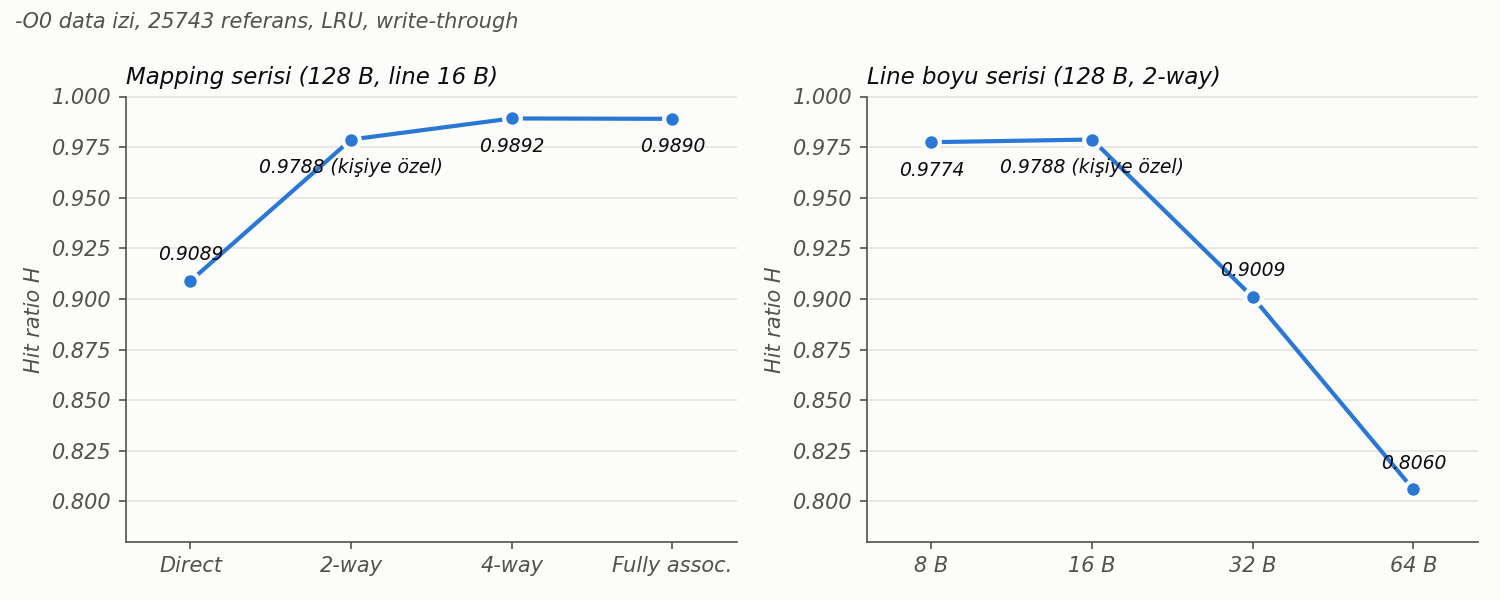 -O0 data izi, 25743 referans, LRU, write-through
Mapping serisi (128 B, line 16 B)
Hit ratio H
1.000
0.975
0.950
0.925
0.900
0.875
0.850
0.825
0.800
0.9089
0.9788 (kişiye özel)
0.9892
0.9890
Direct
2-way
4-way
Fully assoc.
Line boyu serisi (128 B, 2-way)
Hit ratio H
1.000
0.975
0.950
0.925
0.900
0.875
0.850
0.825
0.800
0.9774
0.9788 (kişiye özel)
0.9009
0.8060
8 B
16 B
32 B
64 B